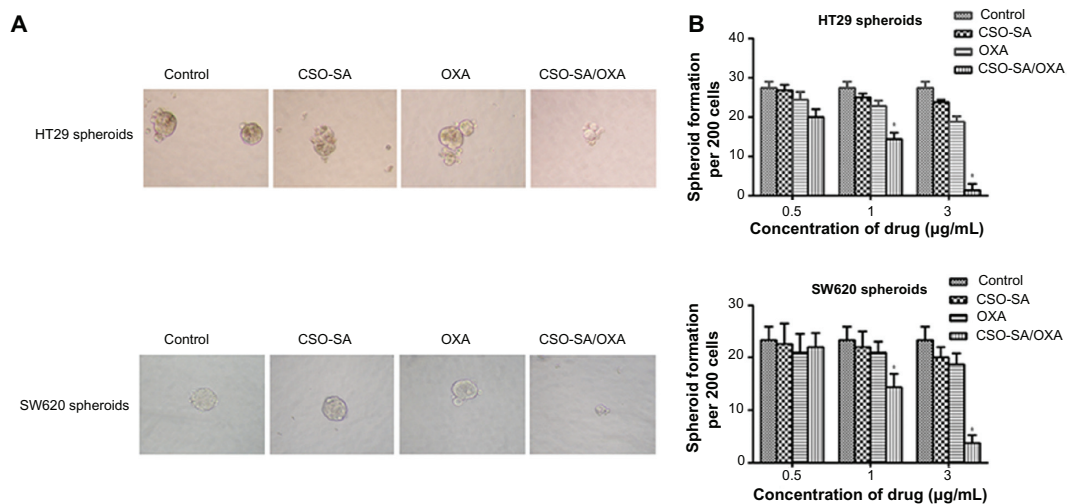 A
Control CSO-SA OXA CSO-SA/OXA
HT29 spheroids
Control CSO-SA OXA CSO-SA/OXA
SW620 spheroids
B
HT29 spheroids
Control
CSO-SA
OXA
CSO-SA/OXA
Spheroid formation
per 200 cells
40
30
20
10
0
*
*
0.5 1 3
Concentration of drug (μg/mL)
SW620 spheroids
Control
CSO-SA
OXA
CSO-SA/OXA
Spheroid formation
per 200 cells
30
20
10
0
*
*
0.5 1 3
Concentration of drug (μg/mL)